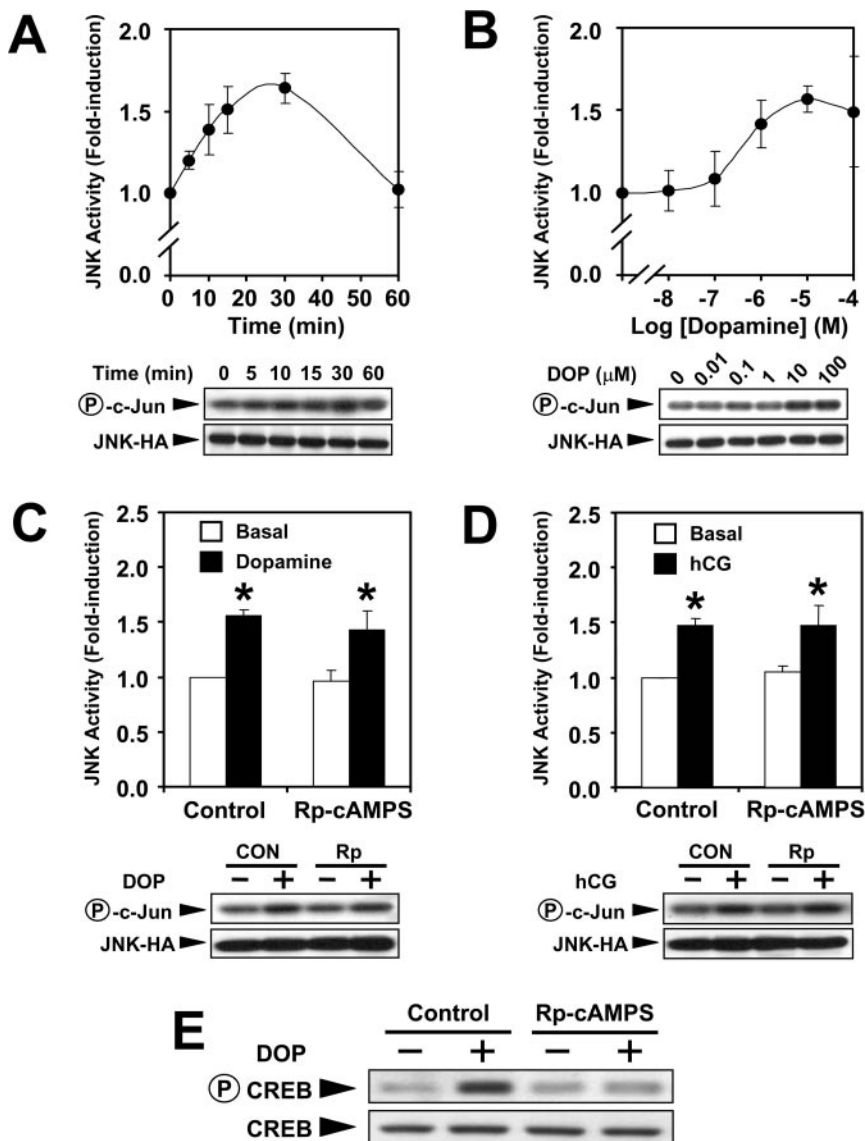 A
JNK Activity (Fold-induction)
2.0
1.5
1.0
0.0
0 10 20 30 40 50 60
Time (min)
Time (min) 0 5 10 15 30 60
Ⓟ-c-Jun
JNK-HA
B
JNK Activity (Fold-induction)
2.0
1.5
1.0
0.0
-8 -7 -6 -5 -4
Log [Dopamine] (M)
DOP (μM) 0 0.01 0.1 1 10 100
Ⓟ-c-Jun
JNK-HA
C
JNK Activity (Fold-induction)
2.5
2.0
1.5
1.0
0.5
0.0
Basal
Dopamine
* *
Control Rp-cAMPS
CON Rp
DOP − + − +
Ⓟ-c-Jun
JNK-HA
D
JNK Activity (Fold-induction)
2.5
2.0
1.5
1.0
0.5
0.0
Basal
hCG
* *
Control Rp-cAMPS
CON Rp
hCG − + − +
Ⓟ-c-Jun
JNK-HA
E
Control Rp-cAMPS
DOP − + − +
Ⓟ CREB
CREB